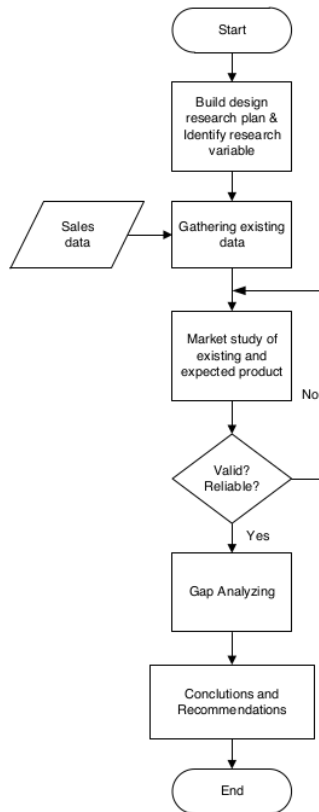 Start
Build design
research plan &
Identify research
variable
Sales
data
Gathering existing
data
Market study of
existing and
expected product
No
Valid?
Reliable?
Yes
Gap Analyzing
Conclutions and
Recommendations
End